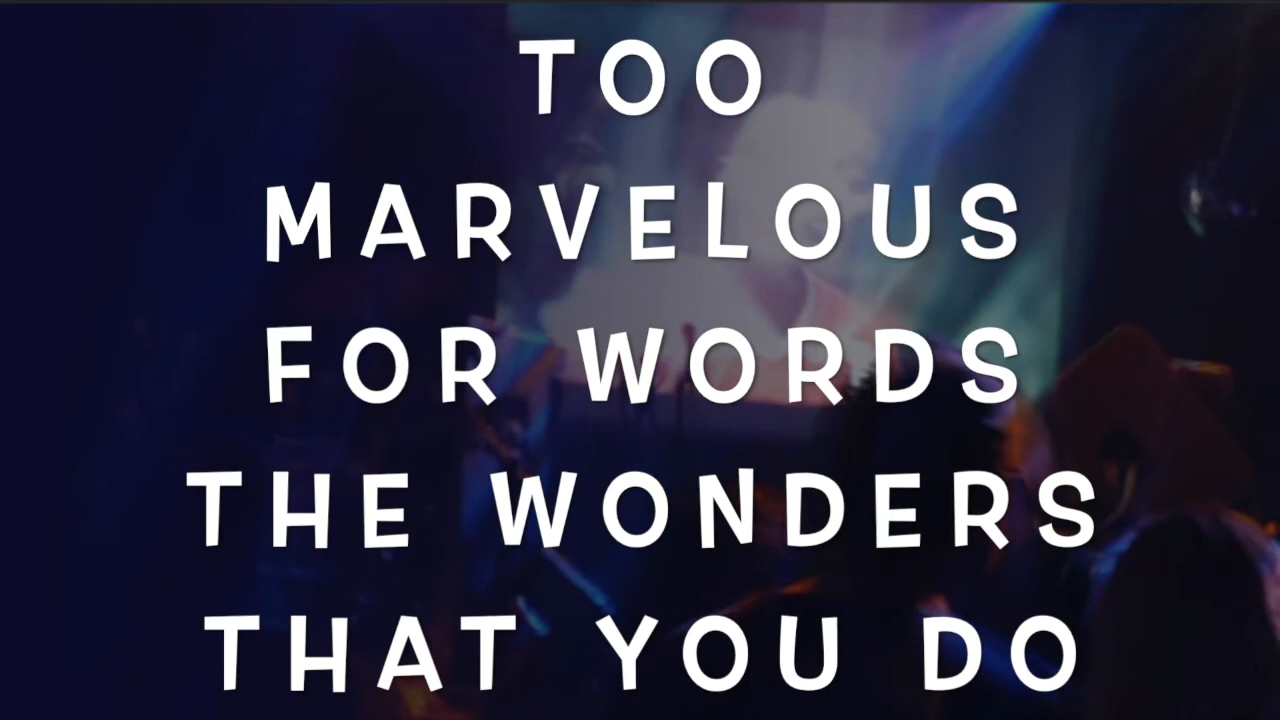 TOO
MARVELOUS
FOR WORDS
THE WONDERS
THAT YOU DO